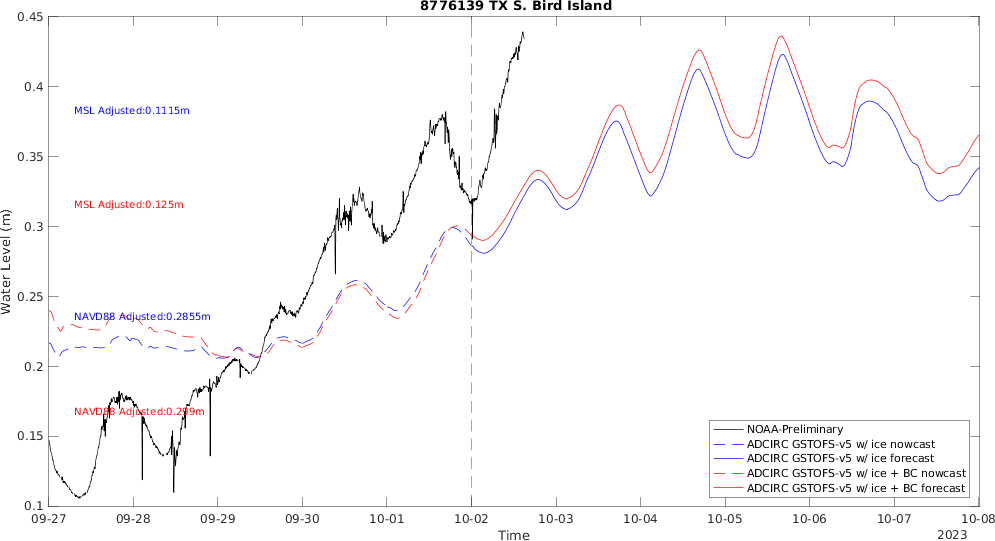 8776139 TX S. Bird Island
Water Level (m)
0.45
0.4
0.35
0.3
0.25
0.2
0.15
0.1
MSL Adjusted:0.1115m
MSL Adjusted:0.125m
NAVD88 Adjusted:0.2855m
NAVD88 Adjusted:0.299m
NOAA-Preliminary
ADCIRC GSTOFS-v5 w/ ice nowcast
ADCIRC GSTOFS-v5 w/ ice forecast
ADCIRC GSTOFS-v5 w/ ice + BC nowcast
ADCIRC GSTOFS-v5 w/ ice + BC forecast
09-27 09-28 09-29 09-30 10-01 10-02 10-03 10-04 10-05 10-06 10-07 10-08
Time
2023